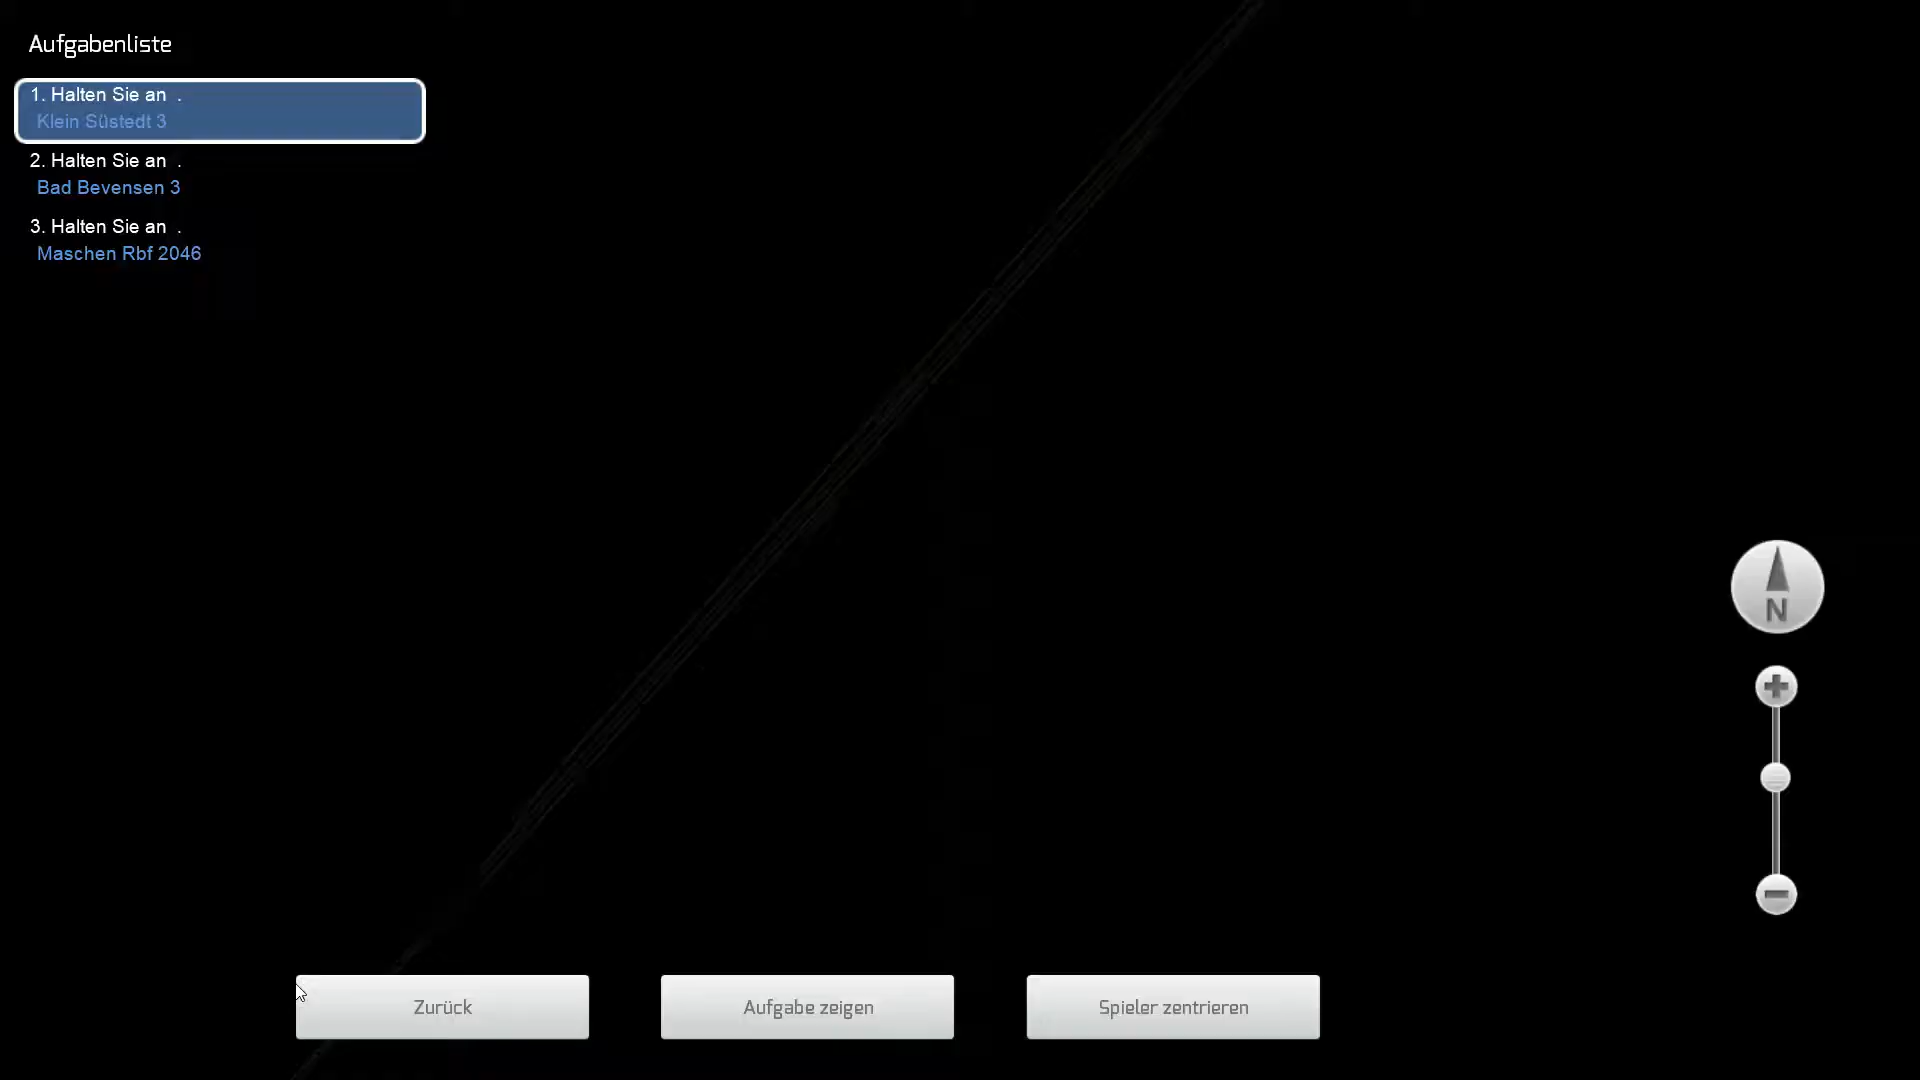 Aufgabenliste
1. Halten Sie an .
Klein Süstedt 3
2. Halten Sie an .
Bad Bevensen 3
3. Halten Sie an .
Maschen Rbf 2046
N
Zurück
Aufgabe zeigen
Spieler zentrieren